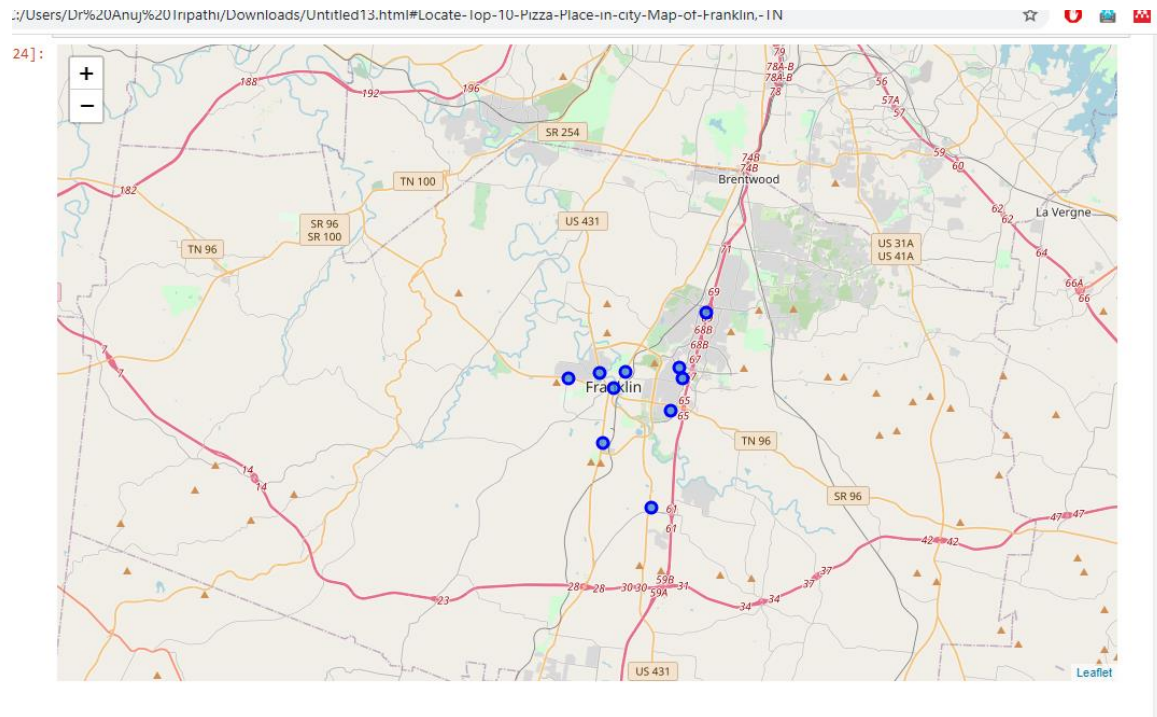 :/Users/Dr%20Anuj%20Tripathi/Downloads/Untitled13.html#Locate-Top-10-Pizza-Place-in-city-Map-of-Franklin,-TN
24]:
+
−
79
78A-B
78A-B
78
188
192
196
56
57A
57
SR 254
74B
74B
59
60
Brentwood
TN 100
182
62
62
La Vergne
SR 96
SR 100
US 431
TN 96
71
US 31A
US 41A
64
66A
66
69
68B
68B
67
7
7
7
Franklin
65
65
TN 96
14
14
SR 96
61
61
47
47
42
42
37
37
28
28
30
30
59B
59A
31
23
34
34
US 431
Leaflet